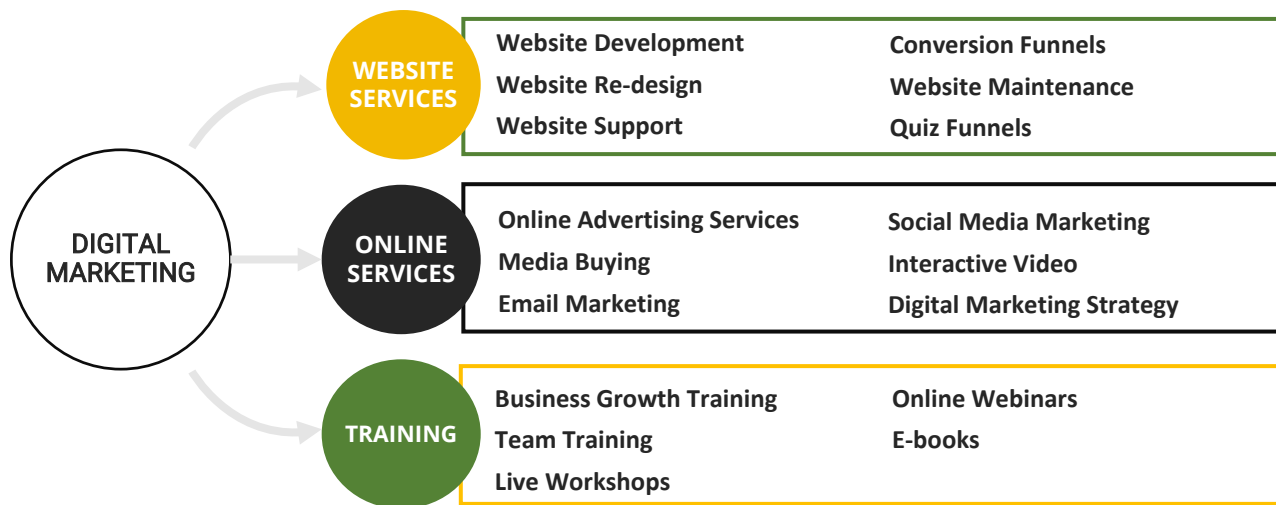 DIGITAL
MARKETING
WEBSITE
SERVICES
Website Development
Website Re-design
Website Support
Conversion Funnels
Website Maintenance
Quiz Funnels
ONLINE
SERVICES
Online Advertising Services
Media Buying
Email Marketing
Social Media Marketing
Interactive Video
Digital Marketing Strategy
TRAINING
Business Growth Training
Team Training
Live Workshops
Online Webinars
E-books